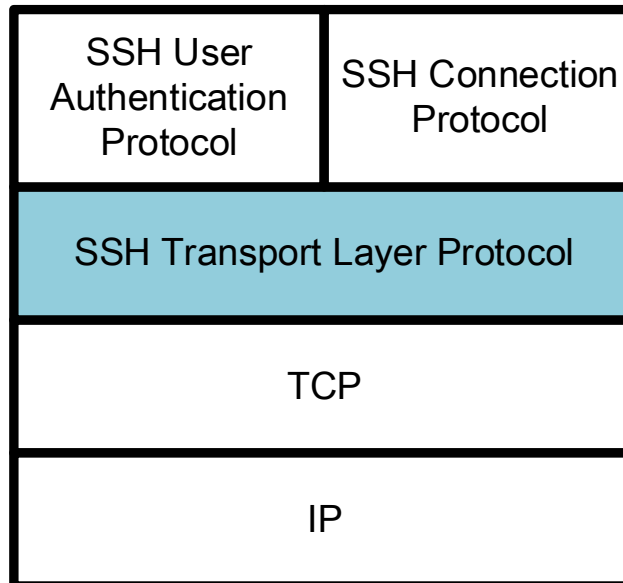 SSH User
Authentication
Protocol
SSH Connection
Protocol
SSH Transport Layer Protocol
TCP
IP